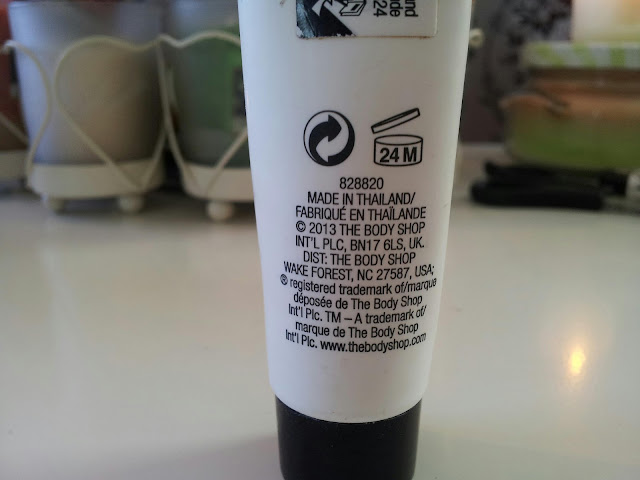 24
24 M
828820
MADE IN THAILAND/
FABRIQUÉ EN THAÏLANDE
© 2013 THE BODY SHOP
INT'L PLC, BN17 6LS, UK.
DIST: THE BODY SHOP
WAKE FOREST, NC 27587, USA;
® registered trademark of/marque
déposée de The Body Shop
Int'l Plc. TM – A trademark of/
marque de The Body Shop
Int'l Plc. www.thebodyshop.com